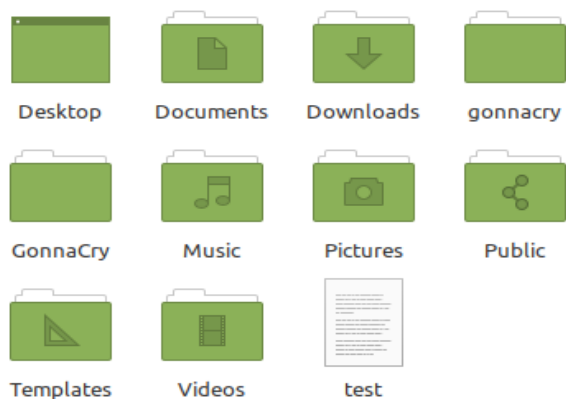 Desktop Documents Downloads gonnacry
GonnaCry Music Pictures Public
Templates Videos test